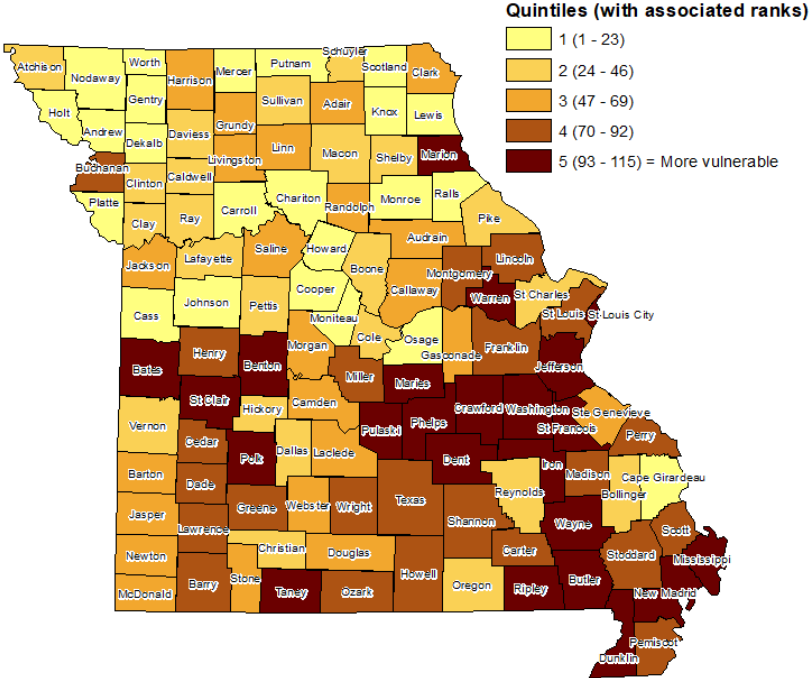 Quintiles (with associated ranks)
1 (1 - 23)
2 (24 - 46)
3 (47 - 69)
4 (70 - 92)
5 (93 - 115) = More vulnerable
Atchison
Nodaway
Worth
Harrison
Mercer
Putnam
Schuyler
Scotland
Clark
Holt
Gentry
Sullivan
Adair
Knox
Lewis
Andrew
Dekalb
Daviess
Grundy
Linn
Macon
Shelby
Marion
Buchanan
Clinton
Caldwell
Livingston
Chariton
Randolph
Monroe
Ralls
Platte
Clay
Ray
Carroll
Pike
Jackson
Lafayette
Saline
Howard
Boone
Audrain
Callaway
Montgomery
Lincoln
Warren
St Charles
St Louis
St Louis City
Cass
Johnson
Pettis
Cooper
Moniteau
Cole
Osage
Gasconade
Franklin
Jefferson
Bates
Henry
Benton
Morgan
Miller
Maries
St Clair
Hickory
Camden
Pulaski
Phelps
Crawford
Washington
Ste Genevieve
St Francois
Perry
Vernon
Cedar
Polk
Dallas
Laclede
Dent
Iron
Madison
Cape Girardeau
Bollinger
Barton
Dade
Greene
Webster
Wright
Texas
Reynolds
Shannon
Wayne
Jasper
Lawrence
Christian
Douglas
Carter
Stoddard
Scott
Mississippi
Newton
McDonald
Barry
Stone
Taney
Ozark
Howell
Oregon
Ripley
Butler
New Madrid
Pemiscot
Dunklin